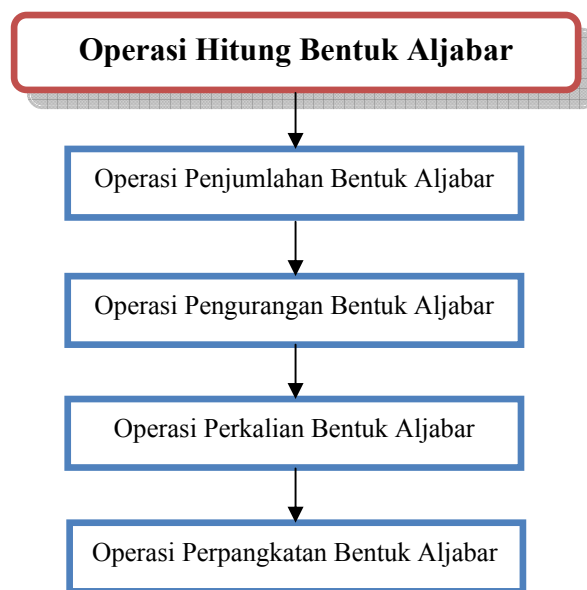 Operasi Hitung Bentuk Aljabar
Operasi Penjumlahan Bentuk Aljabar
Operasi Pengurangan Bentuk Aljabar
Operasi Perkalian Bentuk Aljabar
Operasi Perpangkatan Bentuk Aljabar